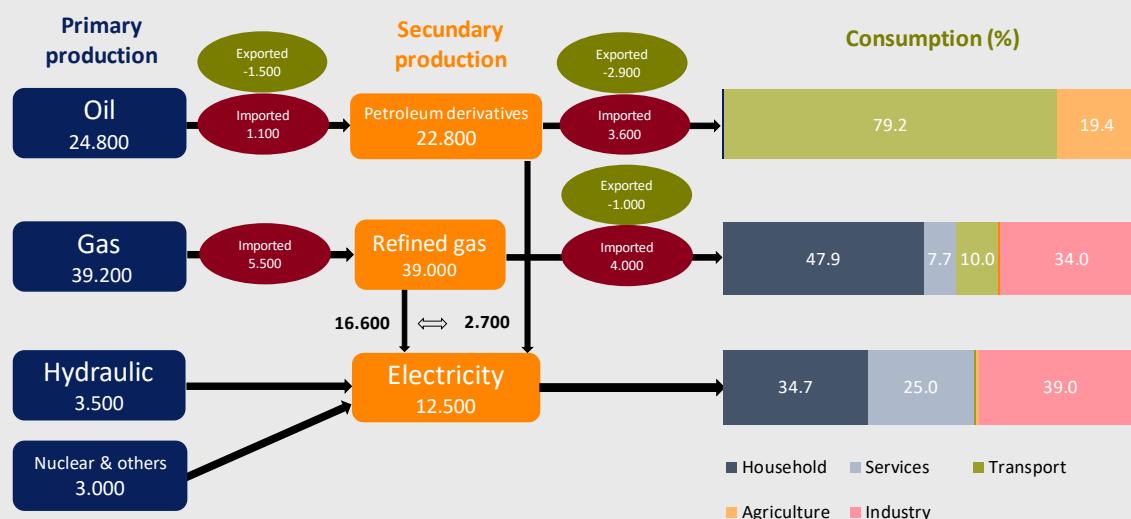 Primary
production
Secundary
production
Consumption (%)
Exported
-1.500
Exported
-2.900
Oil
24.800
Imported
1.100
Petroleum derivatives
22.800
Imported
3.600
79.2
19.4
Exported
-1.000
Gas
39.200
Imported
5.500
Refined gas
39.000
Imported
4.000
47.9
7.7
10.0
34.0
16.600
2.700
Hydraulic
3.500
Electricity
12.500
34.7
25.0
39.0
Nuclear & others
3.000
Household
Services
Transport
Agriculture
Industry